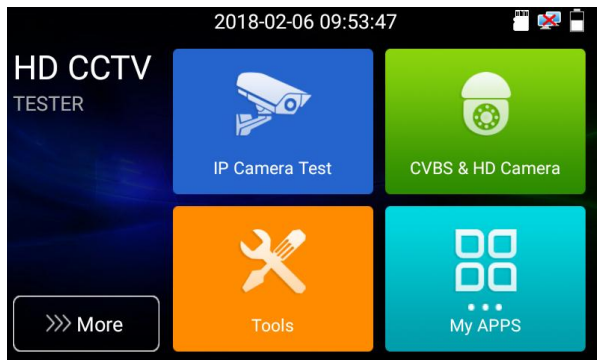 2018-02-06 09:53:47
HD CCTV
TESTER
IP Camera Test
CVBS & HD Camera
Tools
My APPS
>>> More